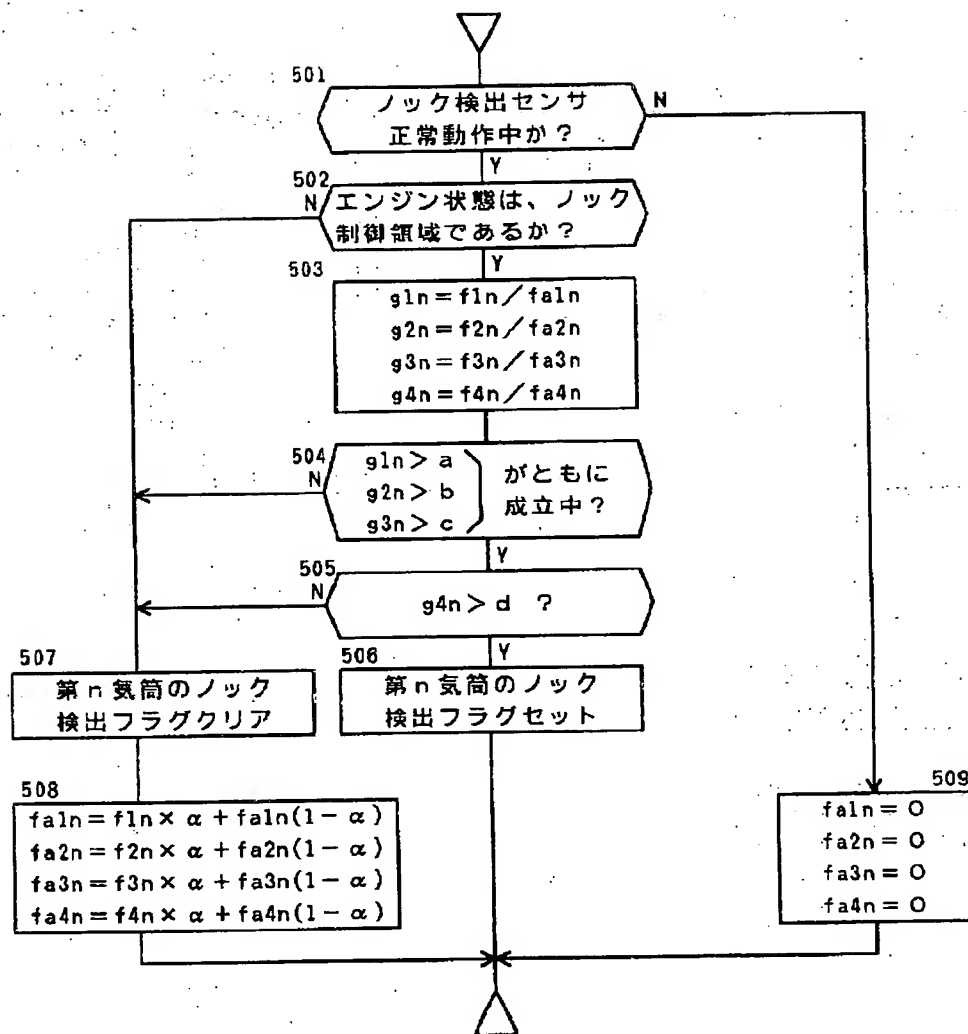 501
ノック検出センサ
正常動作中か?
N
Y
502
N
エンジン状態は、ノック
制御領域であるか?
Y
503
g1n=f1n/fa1n
g2n=f2n/fa2n
g3n=f3n/fa3n
g4n=f4n/fa4n
504
N
g1n>a
g2n>b
g3n>c
がともに
成立中?
Y
505
N
g4n>d ?
Y
506
第n気筒のノック
検出フラグセット
507
第n気筒のノック
検出フラグクリア
508
fa1n=f1n×α+fa1n(1-α)
fa2n=f2n×α+fa2n(1-α)
fa3n=f3n×α+fa3n(1-α)
fa4n=f4n×α+fa4n(1-α)
509
fa1n=0
fa2n=0
fa3n=0
fa4n=0